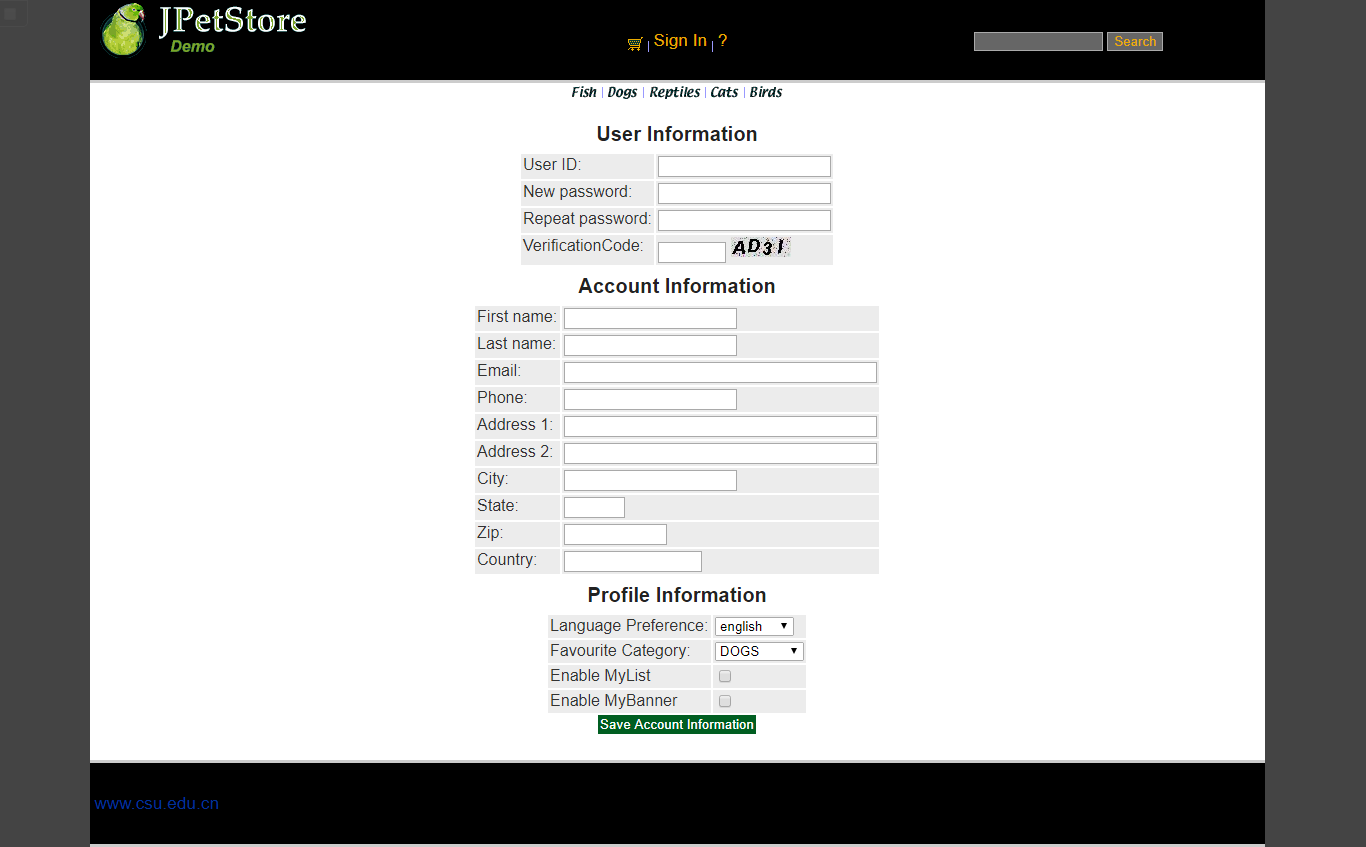 JPetStore
Demo
Sign In | ?
Search
Fish | Dogs | Reptiles | Cats | Birds
User Information
User ID:
New password:
Repeat password:
VerificationCode: AD3I
Account Information
First name:
Last name:
Email:
Phone:
Address 1:
Address 2:
City:
State:
Zip:
Country:
Profile Information
Language Preference: english
Favourite Category: DOGS
Enable MyList
Enable MyBanner
Save Account Information
www.csu.edu.cn